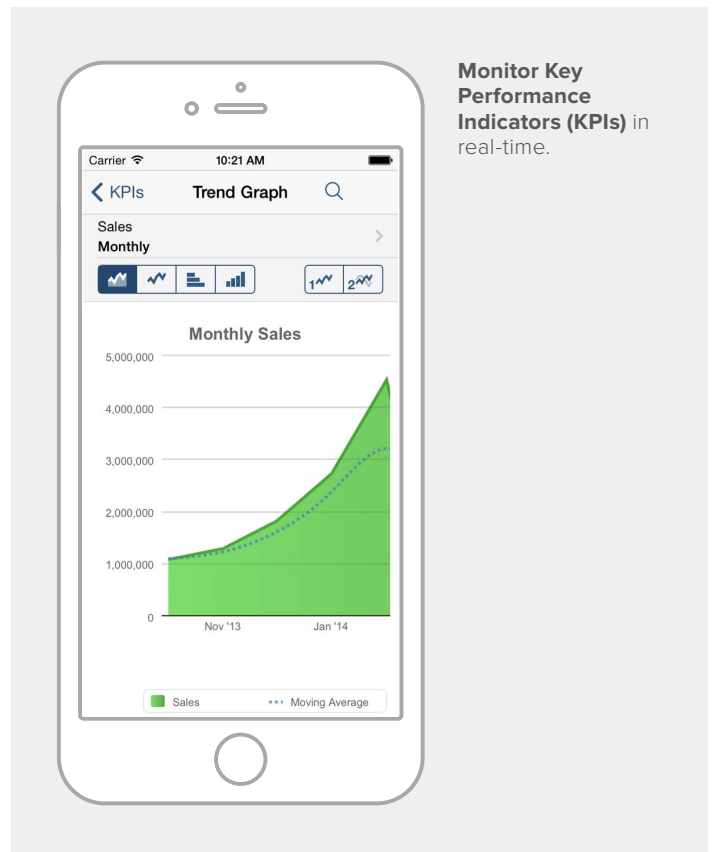 Monitor Key
Performance
Indicators (KPIs) in
real-time.
Carrier 10:21 AM
KPIs Trend Graph
Sales
Monthly
1 2
Monthly Sales
5,000,000
4,000,000
3,000,000
2,000,000
1,000,000
0
Nov '13 Jan '14
Sales Moving Average